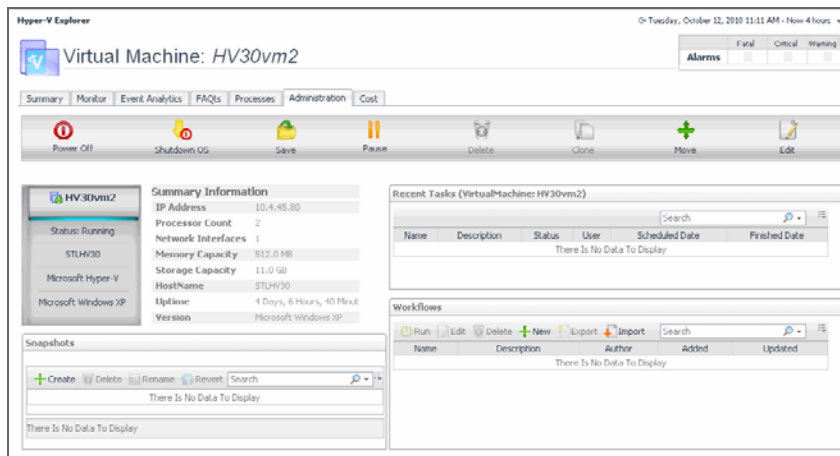 Hyper-V Explorer
Tuesday, October 12, 2010 11:11 AM - Now 4 hours
Virtual Machine: HV30vm2
Fatal Critical Warning
Alarms
Summary Monitor Event Analytics FAQts Processes Administration Cost
Power Off Shutdown OS Save Pause Delete Clone Move Edit
HV30vm2
Status: Running
STLHV30
Microsoft Hyper-V
Microsoft Windows XP
Summary Information
IP Address 10.4.45.80
Processor Count 2
Network Interfaces 1
Memory Capacity 512.0 MB
Storage Capacity 11.0 GB
HostName STLHV30
Uptime 4 Days, 6 Hours, 40 Minut
Version Microsoft Windows XP
Recent Tasks (VirtualMachine: HV30vm2)
Search
Name Description Status User Scheduled Date Finished Date
There Is No Data To Display
Workflows
Run Edit Delete New Export Import Search
Name Description Author Added Updated
There Is No Data To Display
Snapshots
Create Delete Rename Revert Search
There Is No Data To Display
There Is No Data To Display